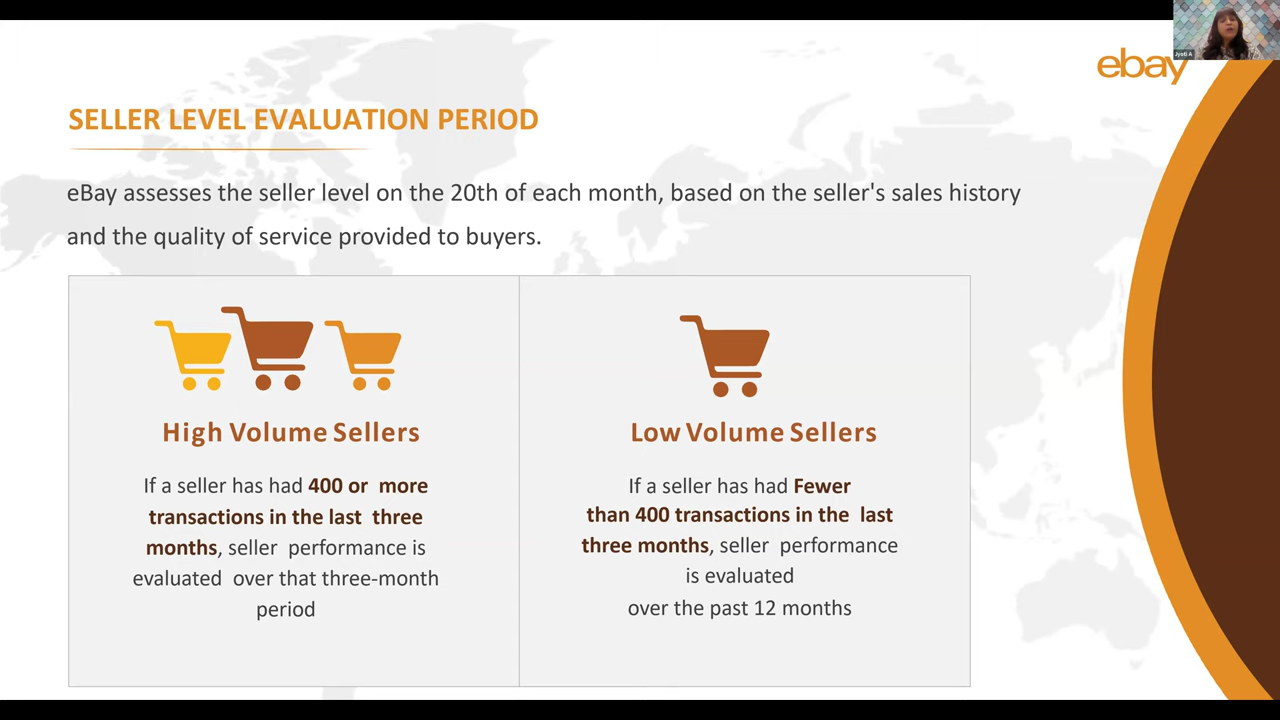 Jyoti A
ebay
SELLER LEVEL EVALUATION PERIOD
eBay assesses the seller level on the 20th of each month, based on the seller's sales history
and the quality of service provided to buyers.
High Volume Sellers
If a seller has had 400 or more
transactions in the last three
months, seller performance is
evaluated over that three-month
period
Low Volume Sellers
If a seller has had Fewer
than 400 transactions in the last
three months, seller performance
is evaluated
over the past 12 months